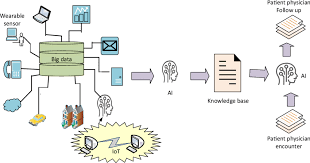 Wearable
sensor
Big data
IoT
AI
Knowledge base
Patient physician
Follow up
AI
Patient physician
encounter